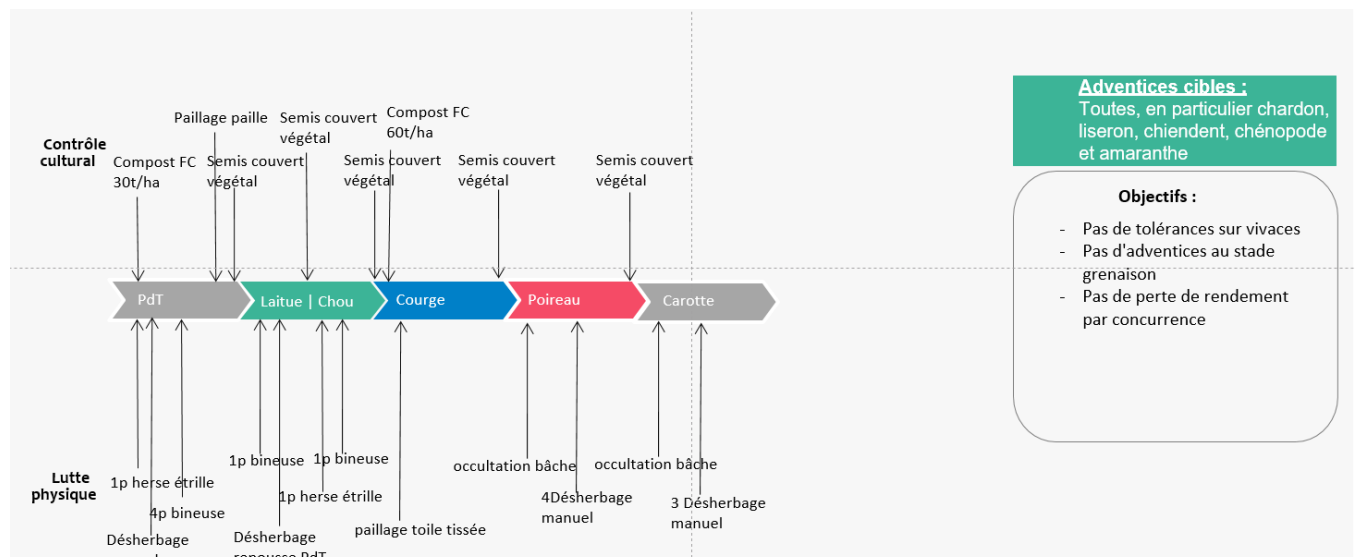 Adventices cibles :
Toutes, en particulier chardon,
liseron, chiendent, chénopode
et amaranthe
Objectifs :
- Pas de tolérances sur vivaces
- Pas d'adventices au stade
grenaison
- Pas de perte de rendement
par concurrence
Contrôle
cultural
Compost FC
30t/ha
Paillage paille
Semis couvert
végétal
Semis couvert
végétal
Semis couvert
végétal
Compost FC
60t/ha
Semis couvert
végétal
Semis couvert
végétal
PdT
Laitue | Chou
Courge
Poireau
Carotte
Lutte
physique
1p herse étrille
Désherbage
4p bineuse
1p bineuse
Désherbage
repousse PdT
1p herse étrille
1p bineuse
paillage toile tissée
occultation bâche
4Désherbage
manuel
occultation bâche
3 Désherbage
manuel